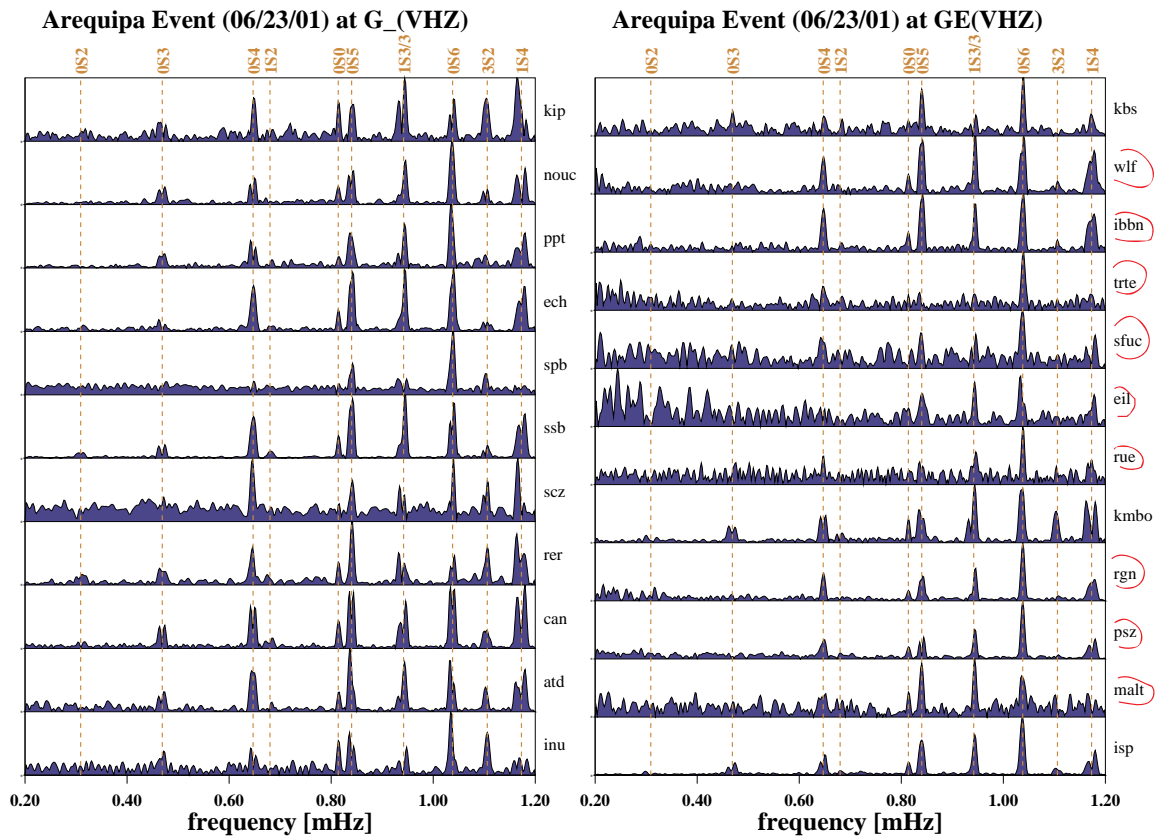 Arequipa Event (06/23/01) at G_(VHZ)
0S2 0S3 0S4 1S2 0S0 0S5 1S3/3 0S6 3S2 1S4
kip
nouc
ppt
ech
spb
ssb
scz
rer
can
atd
inu
0.20 0.40 0.60 0.80 1.00 1.20
frequency [mHz]
Arequipa Event (06/23/01) at GE(VHZ)
0S2 0S3 0S4 1S2 0S0 0S5 1S3/3 0S6 3S2 1S4
kbs
wlf
ibbn
trte
sfuc
eil
rue
kmbo
rgn
psz
malt
isp
0.20 0.40 0.60 0.80 1.00 1.20
frequency [mHz]